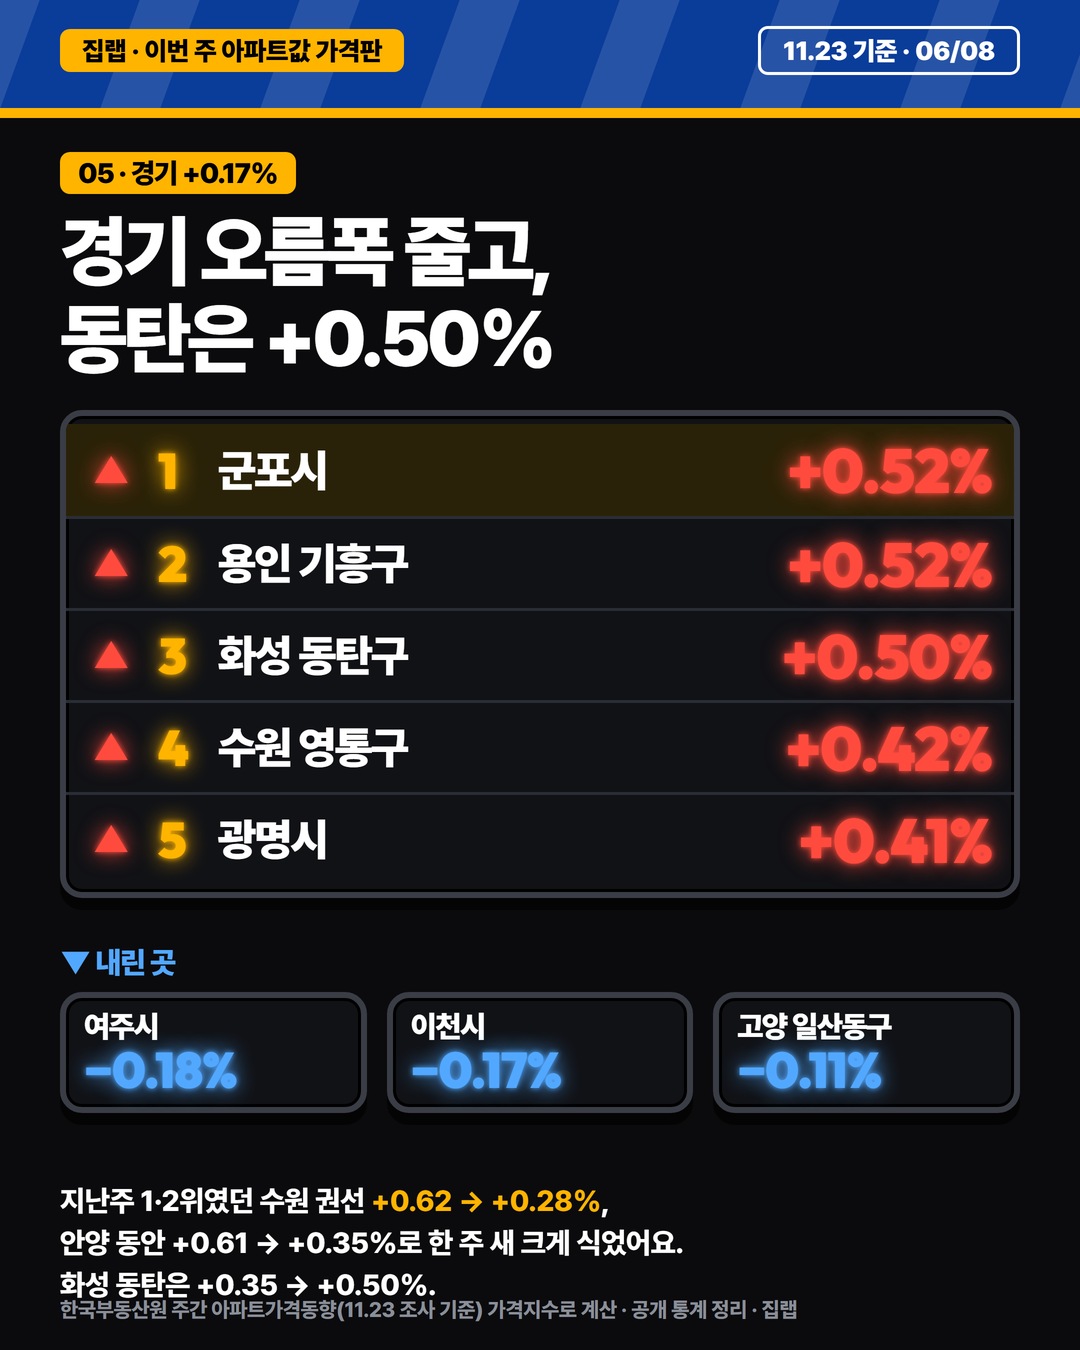 집랩 · 이번 주 아파트값 가격판
11.23 기준 · 06/08
05 · 경기 +0.17%
경기 오름폭 줄고,
동탄은 +0.50%
▲ 1 군포시 +0.52%
▲ 2 용인 기흥구 +0.52%
▲ 3 화성 동탄구 +0.50%
▲ 4 수원 영통구 +0.42%
▲ 5 광명시 +0.41%
▼ 내린 곳
여주시
−0.18%
이천시
−0.17%
고양 일산동구
−0.11%
지난주 1·2위였던 수원 권선 +0.62 → +0.28%,
안양 동안 +0.61 → +0.35%로 한 주 새 크게 식었어요.
화성 동탄은 +0.35 → +0.50%.
한국부동산원 주간 아파트가격동향(11.23 조사 기준) 가격지수로 계산 · 공개 통계 정리 · 집랩